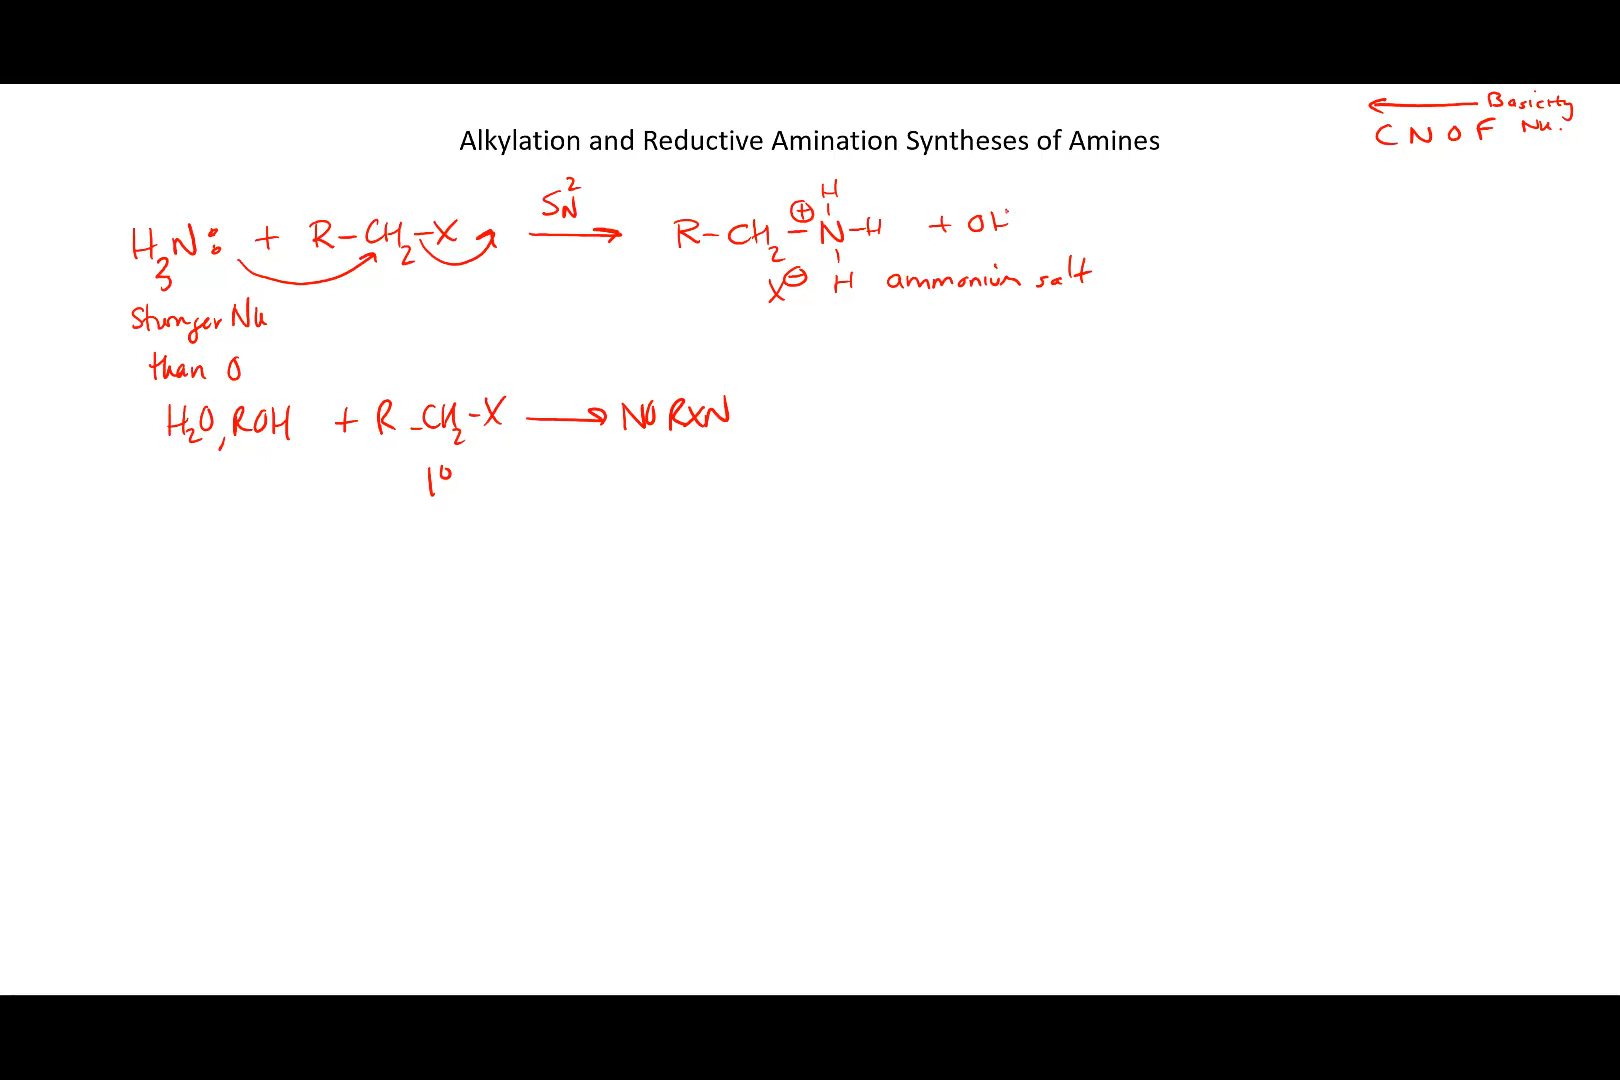 Basicity
C N O F Nu.
Alkylation and Reductive Amination Syntheses of Amines
H₃N: + R-CH₂-X SN2 R-CH₂-N-H + OH
H
⊕
X⊖ H ammonium salt
Stronger Nu
than O
H₂O, ROH + R-CH₂-X → NO RXN
1°